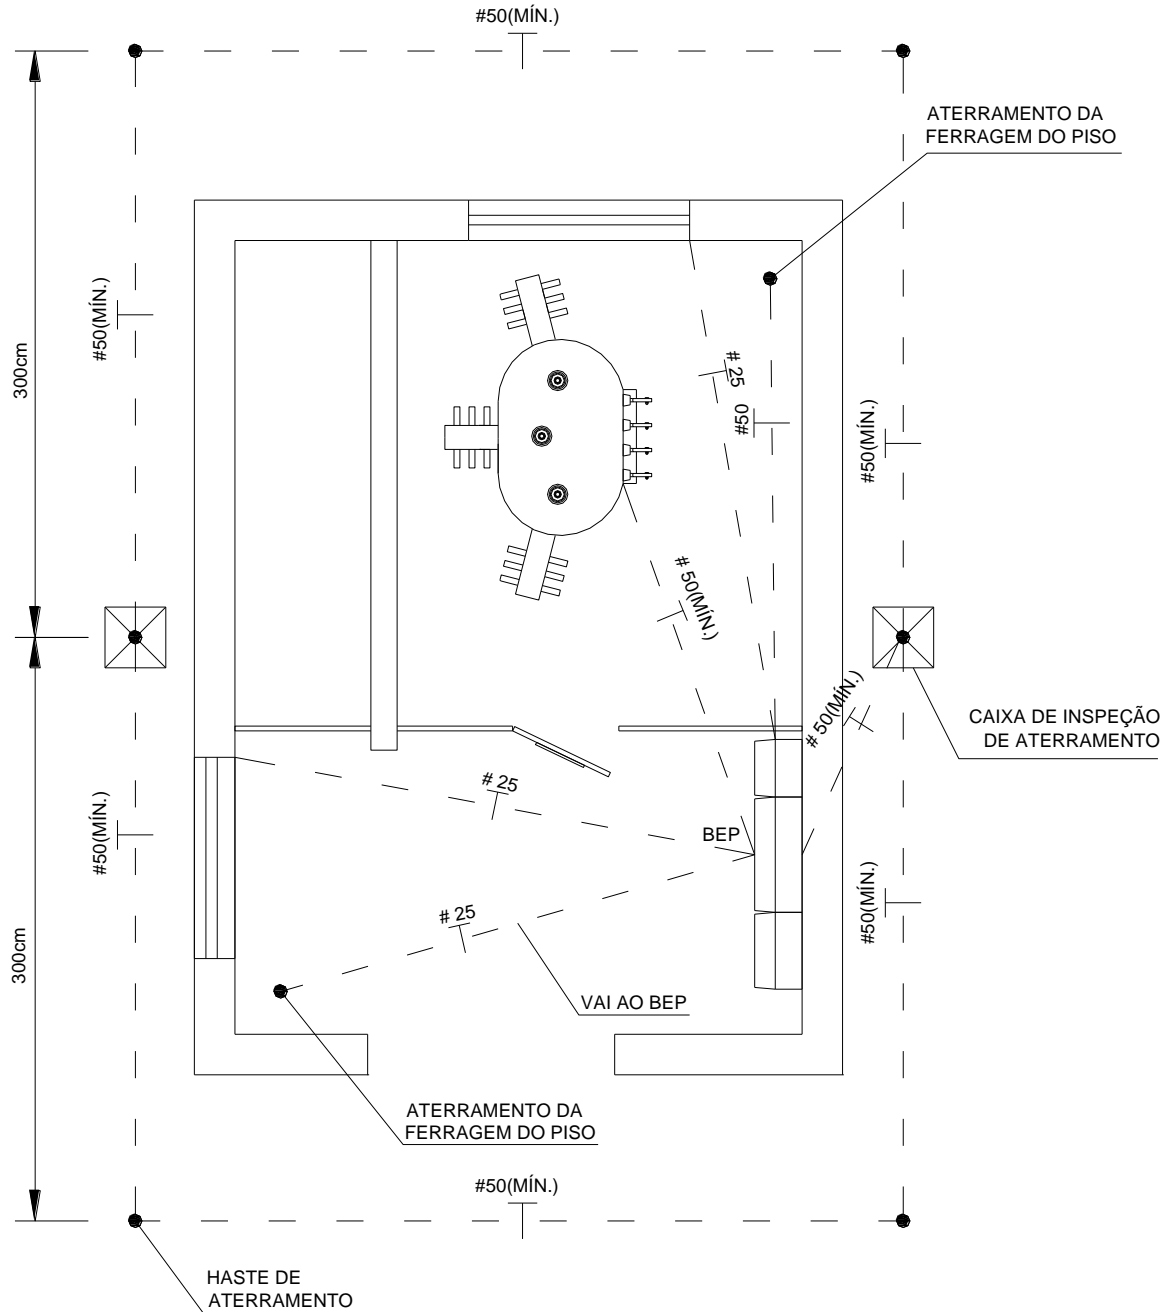 #50(MÍN.)
ATERRAMENTO DA
FERRAGEM DO PISO
#50(MÍN.)
300cm
# 25
#50
#50(MÍN.)
# 50(MÍN.)
# 50(MÍN.)
CAIXA DE INSPEÇÃO
DE ATERRAMENTO
# 25
#50(MÍN.)
BEP
#50(MÍN.)
# 25
300cm
VAI AO BEP
ATERRAMENTO DA
FERRAGEM DO PISO
#50(MÍN.)
HASTE DE
ATERRAMENTO